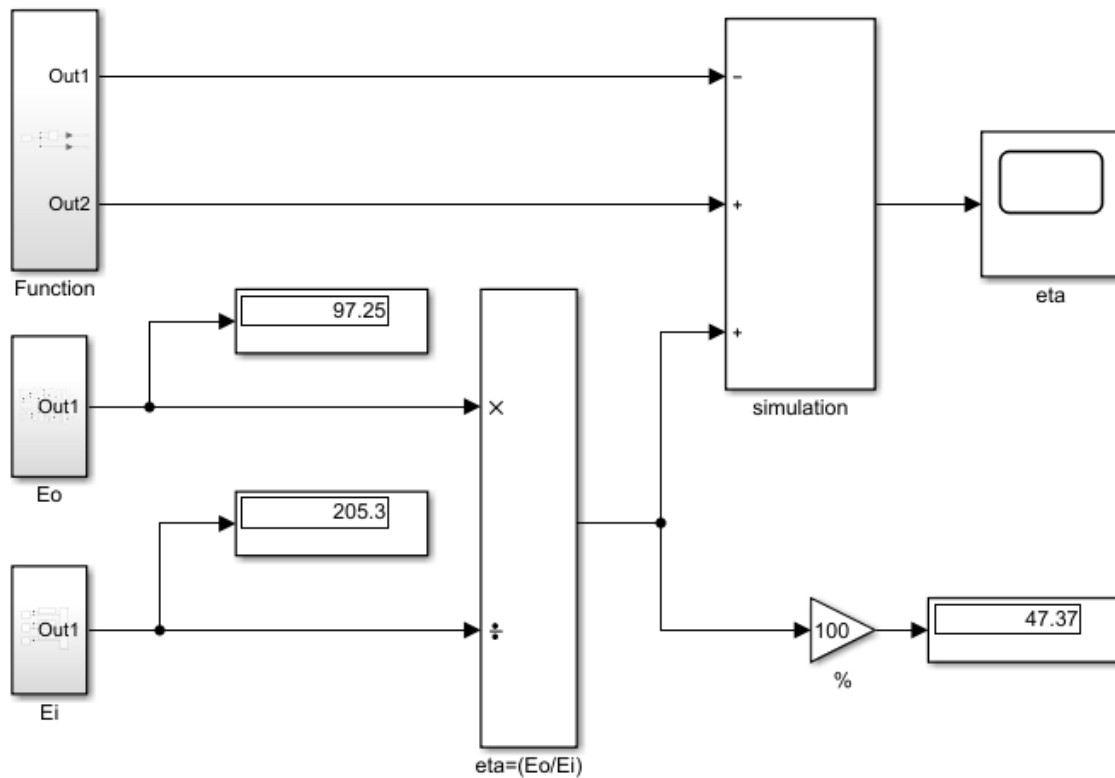 Out1
−
Out2
+
Function
eta
97.25
+
Out1
×
simulation
Eo
205.3
Out1
÷
100
47.37
%
Ei
eta=(Eo/Ei)